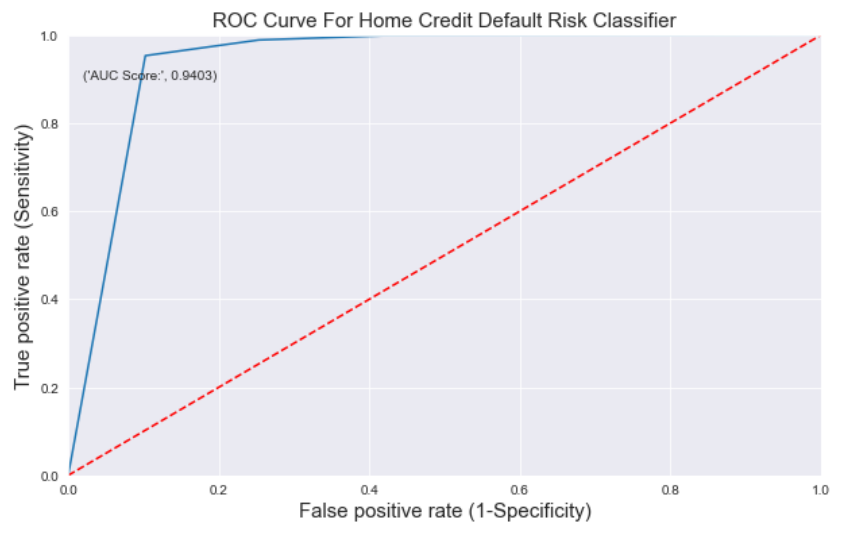 ROC Curve For Home Credit Default Risk Classifier
1.0
('AUC Score:', 0.9403)
0.8
0.6
0.4
0.2
0.0
True positive rate (Sensitivity)
0.0 0.2 0.4 0.6 0.8 1.0
False positive rate (1-Specificity)